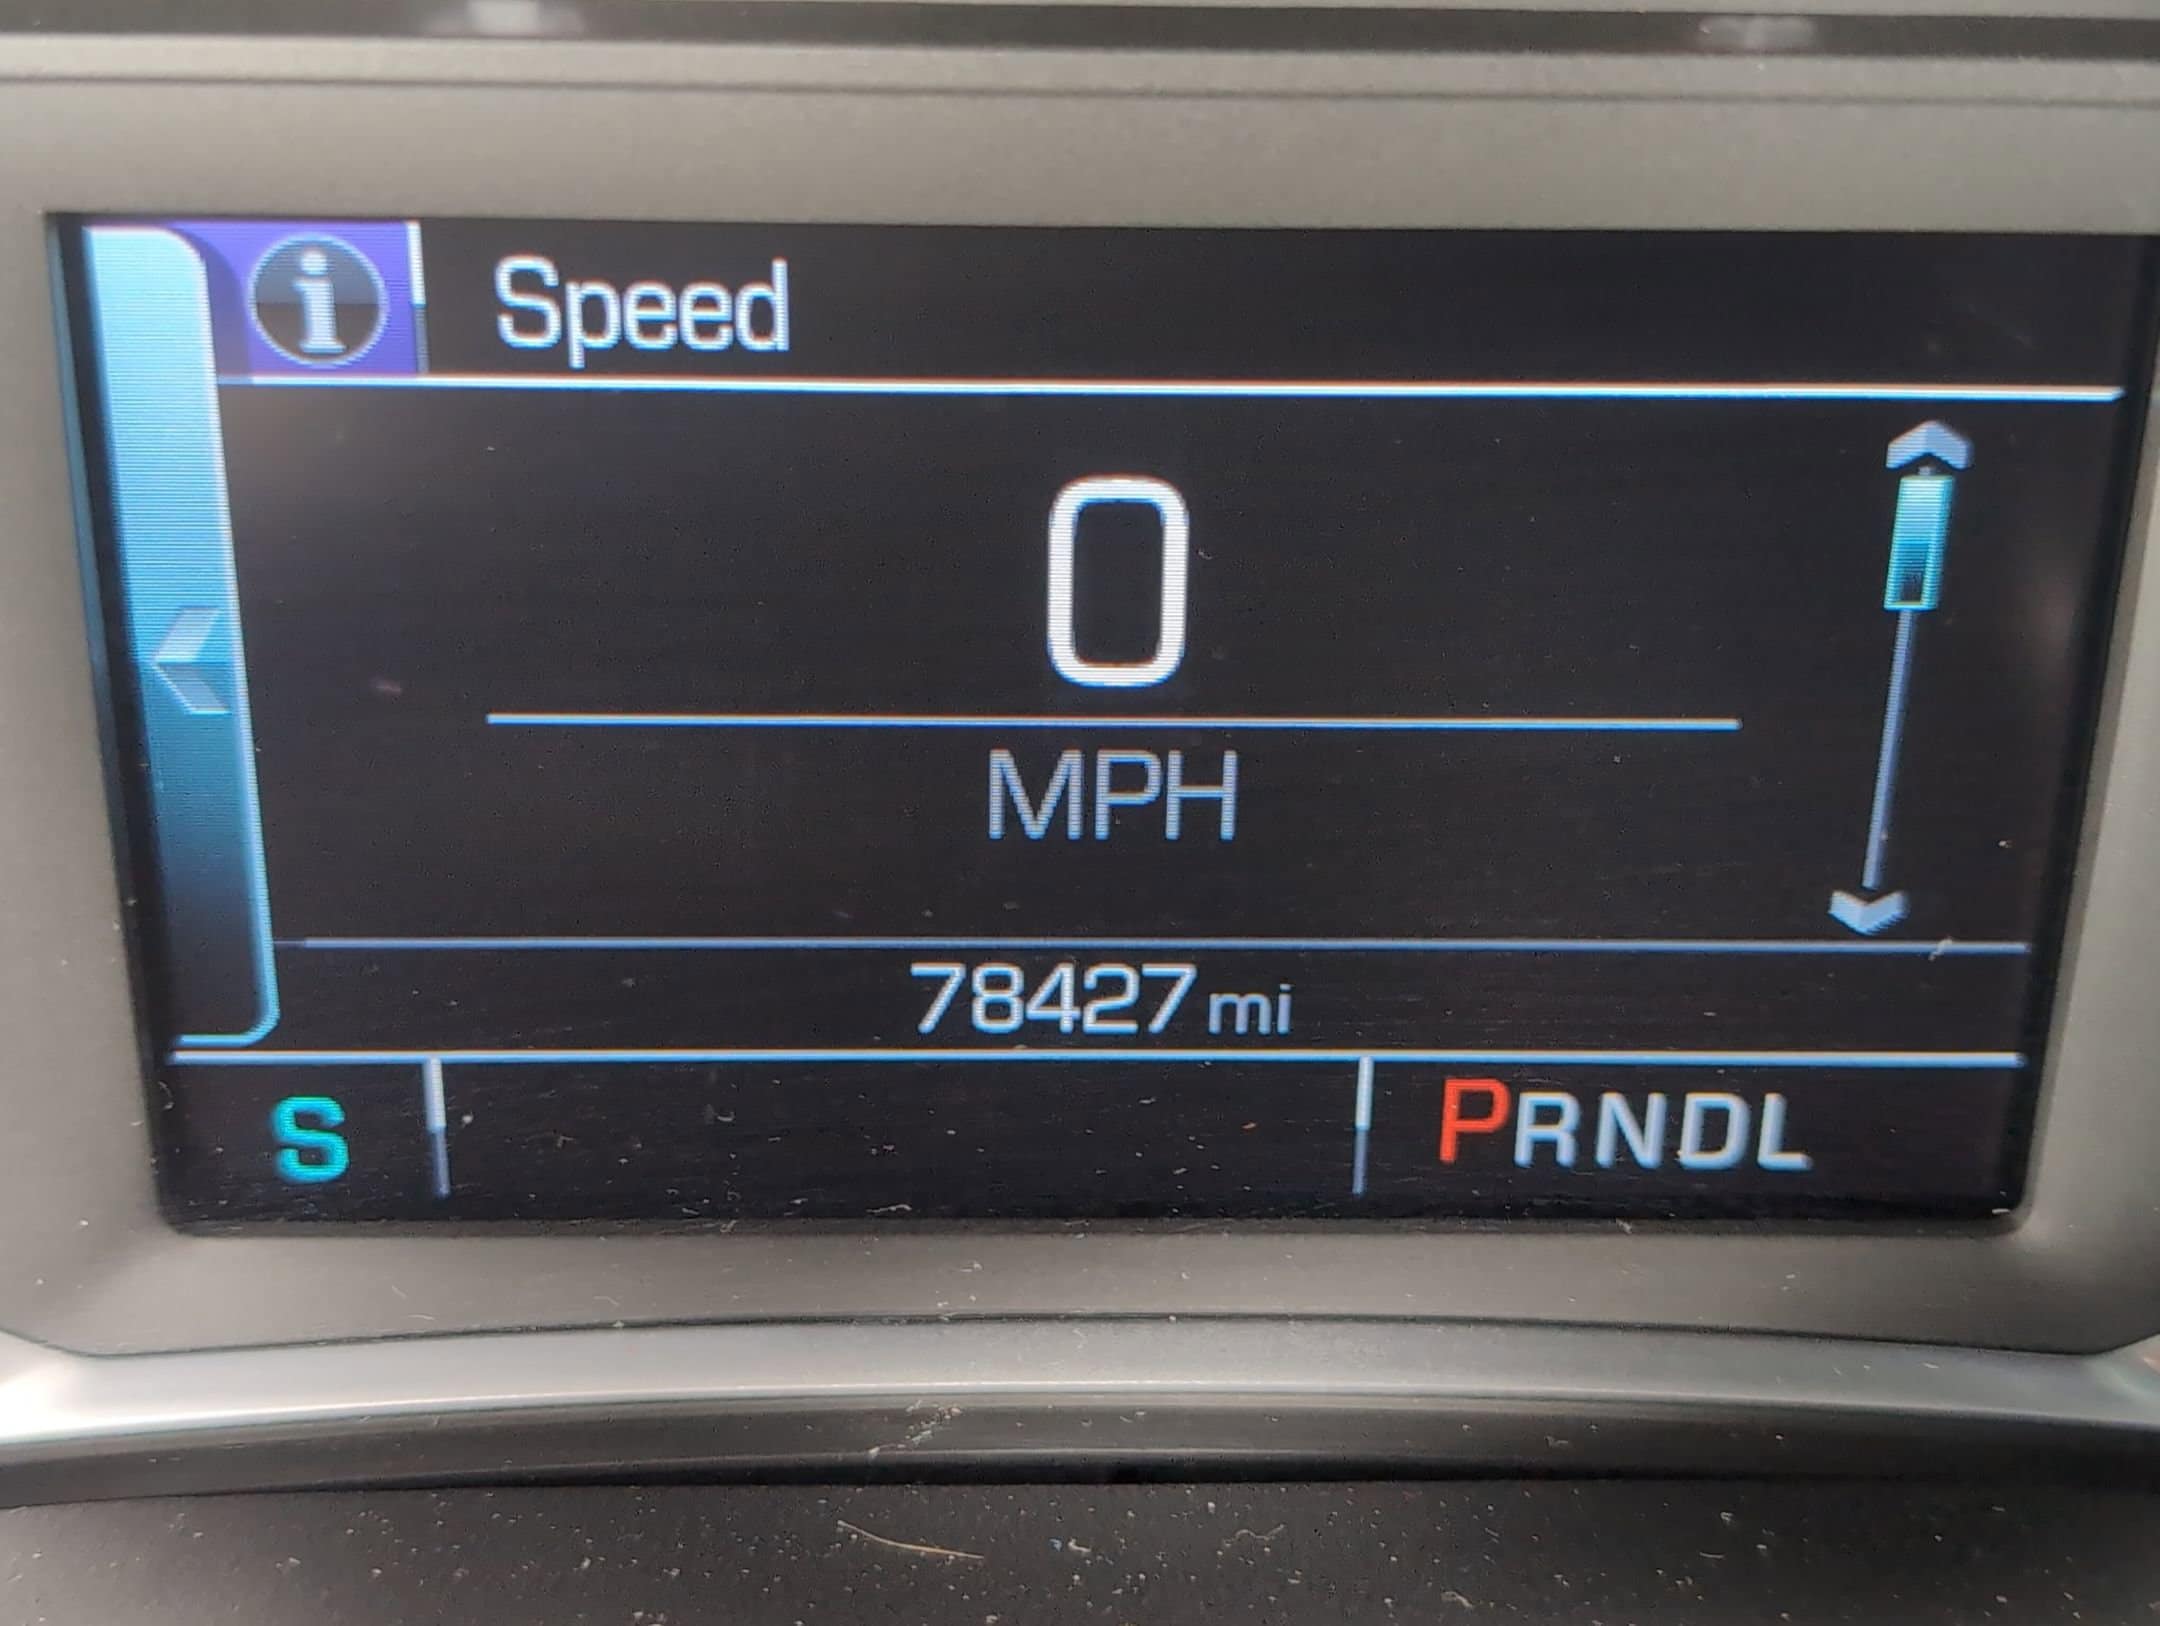 i Speed
0
MPH
78427 mi
S PRNDL